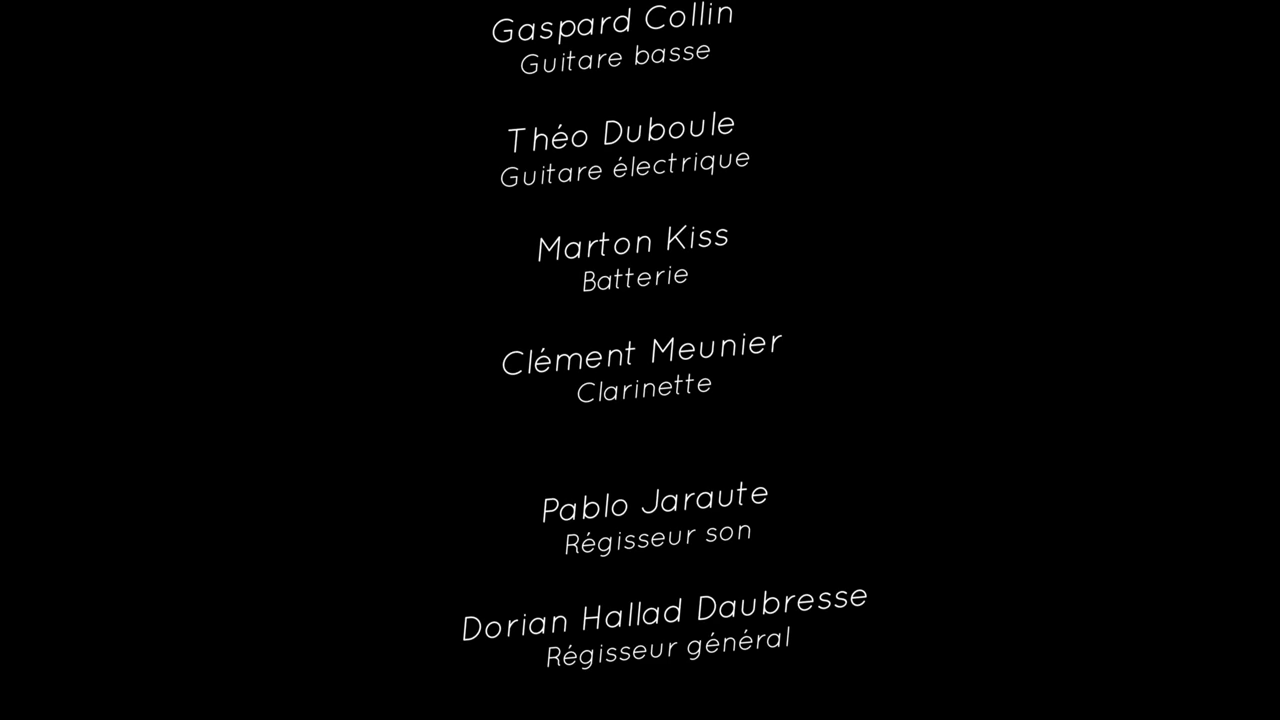 Gaspard Collin
Guitare basse
Théo Duboule
Guitare électrique
Marton Kiss
Batterie
Clément Meunier
Clarinette
Pablo Jaraute
Régisseur son
Dorian Hallad Daubresse
Régisseur général